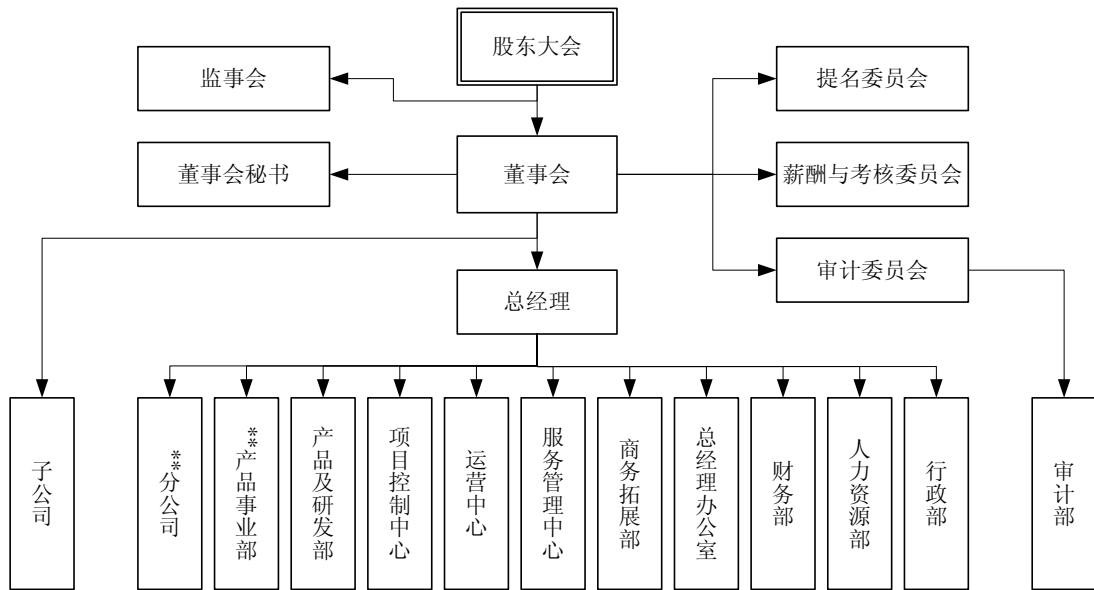 股东大会
监事会
提名委员会
董事会秘书
董事会
薪酬与考核委员会
总经理
审计委员会
子公司
**分公司
**产品事业部
产品及研发部
项目控制中心
运营中心
服务管理中心
商务拓展部
总经理办公室
财务部
人力资源部
行政部
审计部